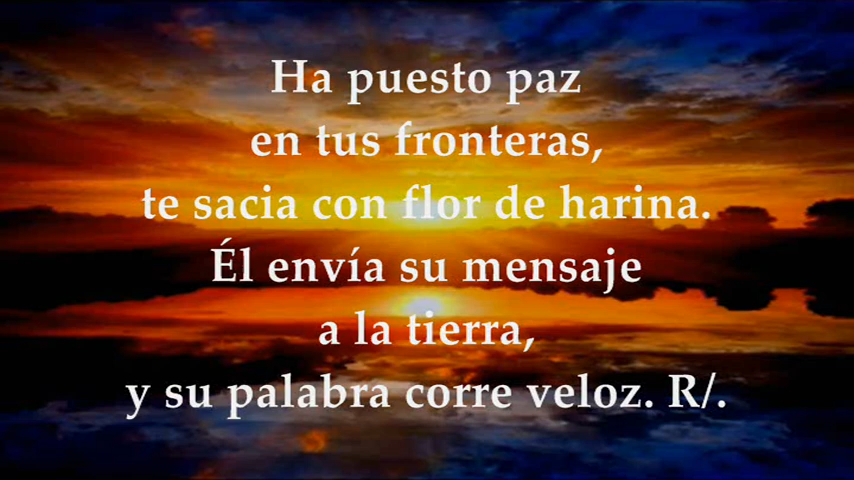 Ha puesto paz
en tus fronteras,
te sacia con flor de harina.
Él envía su mensaje
a la tierra,
y su palabra corre veloz. R/.